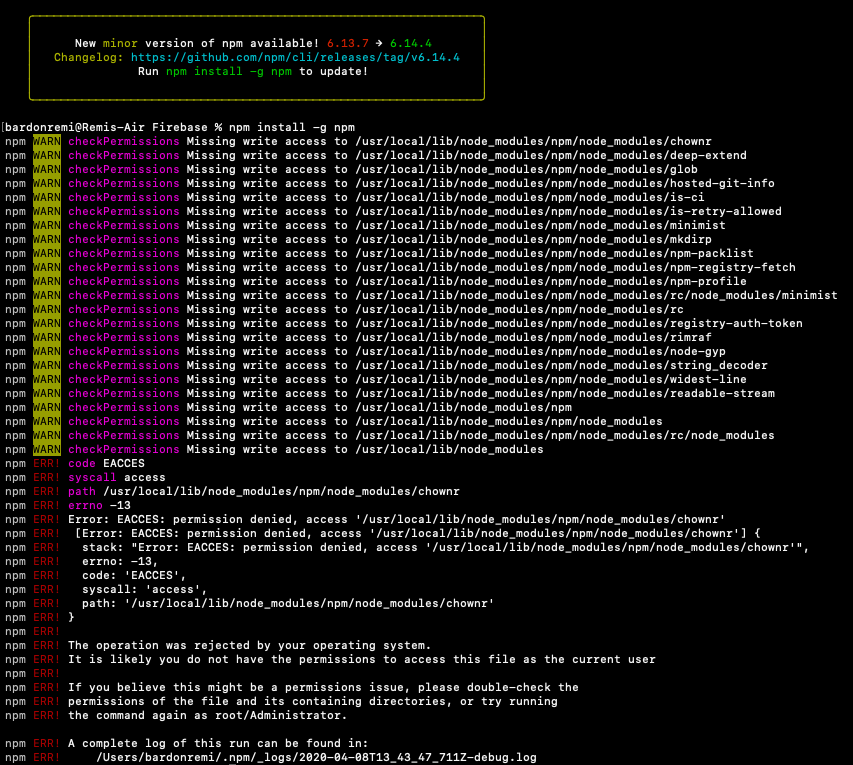 New minor version of npm available! 6.13.7 → 6.14.4
Changelog: https://github.com/npm/cli/releases/tag/v6.14.4
Run npm install -g npm to update!
[bardonremi@Remis-Air Firebase % npm install -g npm
npm WARN checkPermissions Missing write access to /usr/local/lib/node_modules/npm/node_modules/chownr
npm WARN checkPermissions Missing write access to /usr/local/lib/node_modules/npm/node_modules/deep-extend
npm WARN checkPermissions Missing write access to /usr/local/lib/node_modules/npm/node_modules/glob
npm WARN checkPermissions Missing write access to /usr/local/lib/node_modules/npm/node_modules/hosted-git-info
npm WARN checkPermissions Missing write access to /usr/local/lib/node_modules/npm/node_modules/is-ci
npm WARN checkPermissions Missing write access to /usr/local/lib/node_modules/npm/node_modules/is-retry-allowed
npm WARN checkPermissions Missing write access to /usr/local/lib/node_modules/npm/node_modules/minimist
npm WARN checkPermissions Missing write access to /usr/local/lib/node_modules/npm/node_modules/mkdirp
npm WARN checkPermissions Missing write access to /usr/local/lib/node_modules/npm/node_modules/npm-packlist
npm WARN checkPermissions Missing write access to /usr/local/lib/node_modules/npm/node_modules/npm-registry-fetch
npm WARN checkPermissions Missing write access to /usr/local/lib/node_modules/npm/node_modules/npm-profile
npm WARN checkPermissions Missing write access to /usr/local/lib/node_modules/npm/node_modules/rc/node_modules/minimist
npm WARN checkPermissions Missing write access to /usr/local/lib/node_modules/npm/node_modules/rc
npm WARN checkPermissions Missing write access to /usr/local/lib/node_modules/npm/node_modules/registry-auth-token
npm WARN checkPermissions Missing write access to /usr/local/lib/node_modules/npm/node_modules/rimraf
npm WARN checkPermissions Missing write access to /usr/local/lib/node_modules/npm/node_modules/node-gyp
npm WARN checkPermissions Missing write access to /usr/local/lib/node_modules/npm/node_modules/string_decoder
npm WARN checkPermissions Missing write access to /usr/local/lib/node_modules/npm/node_modules/widest-line
npm WARN checkPermissions Missing write access to /usr/local/lib/node_modules/npm/node_modules/readable-stream
npm WARN checkPermissions Missing write access to /usr/local/lib/node_modules/npm
npm WARN checkPermissions Missing write access to /usr/local/lib/node_modules/npm/node_modules
npm WARN checkPermissions Missing write access to /usr/local/lib/node_modules/npm/node_modules/rc/node_modules
npm WARN checkPermissions Missing write access to /usr/local/lib/node_modules
npm ERR! code EACCES
npm ERR! syscall access
npm ERR! path /usr/local/lib/node_modules/npm/node_modules/chownr
npm ERR! errno -13
npm ERR! Error: EACCES: permission denied, access '/usr/local/lib/node_modules/npm/node_modules/chownr'
npm ERR!  [Error: EACCES: permission denied, access '/usr/local/lib/node_modules/npm/node_modules/chownr'] {
npm ERR!   stack: "Error: EACCES: permission denied, access '/usr/local/lib/node_modules/npm/node_modules/chownr'",
npm ERR!   errno: -13,
npm ERR!   code: 'EACCES',
npm ERR!   syscall: 'access',
npm ERR!   path: '/usr/local/lib/node_modules/npm/node_modules/chownr'
npm ERR! }
npm ERR!
npm ERR! The operation was rejected by your operating system.
npm ERR! It is likely you do not have the permissions to access this file as the current user
npm ERR!
npm ERR! If you believe this might be a permissions issue, please double-check the
npm ERR! permissions of the file and its containing directories, or try running
npm ERR! the command again as root/Administrator.
npm ERR! A complete log of this run can be found in:
npm ERR!     /Users/bardonremi/.npm/_logs/2020-04-08T13_43_47_711Z-debug.log